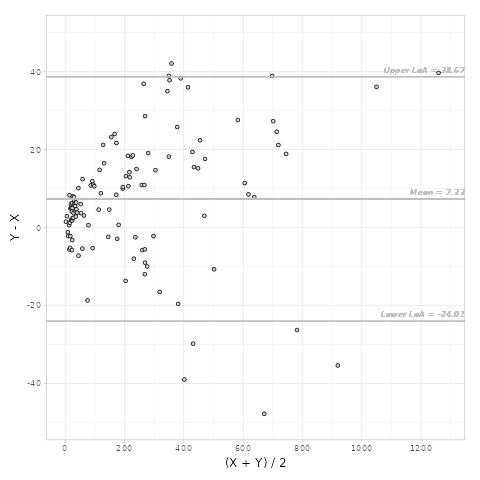 Upper LoA = 38.67
Mean = 7.33
Lower LoA = -24.01
40
20
0
-20
-40
Y - X
0 200 400 600 800 1000 1200
(X + Y) / 2